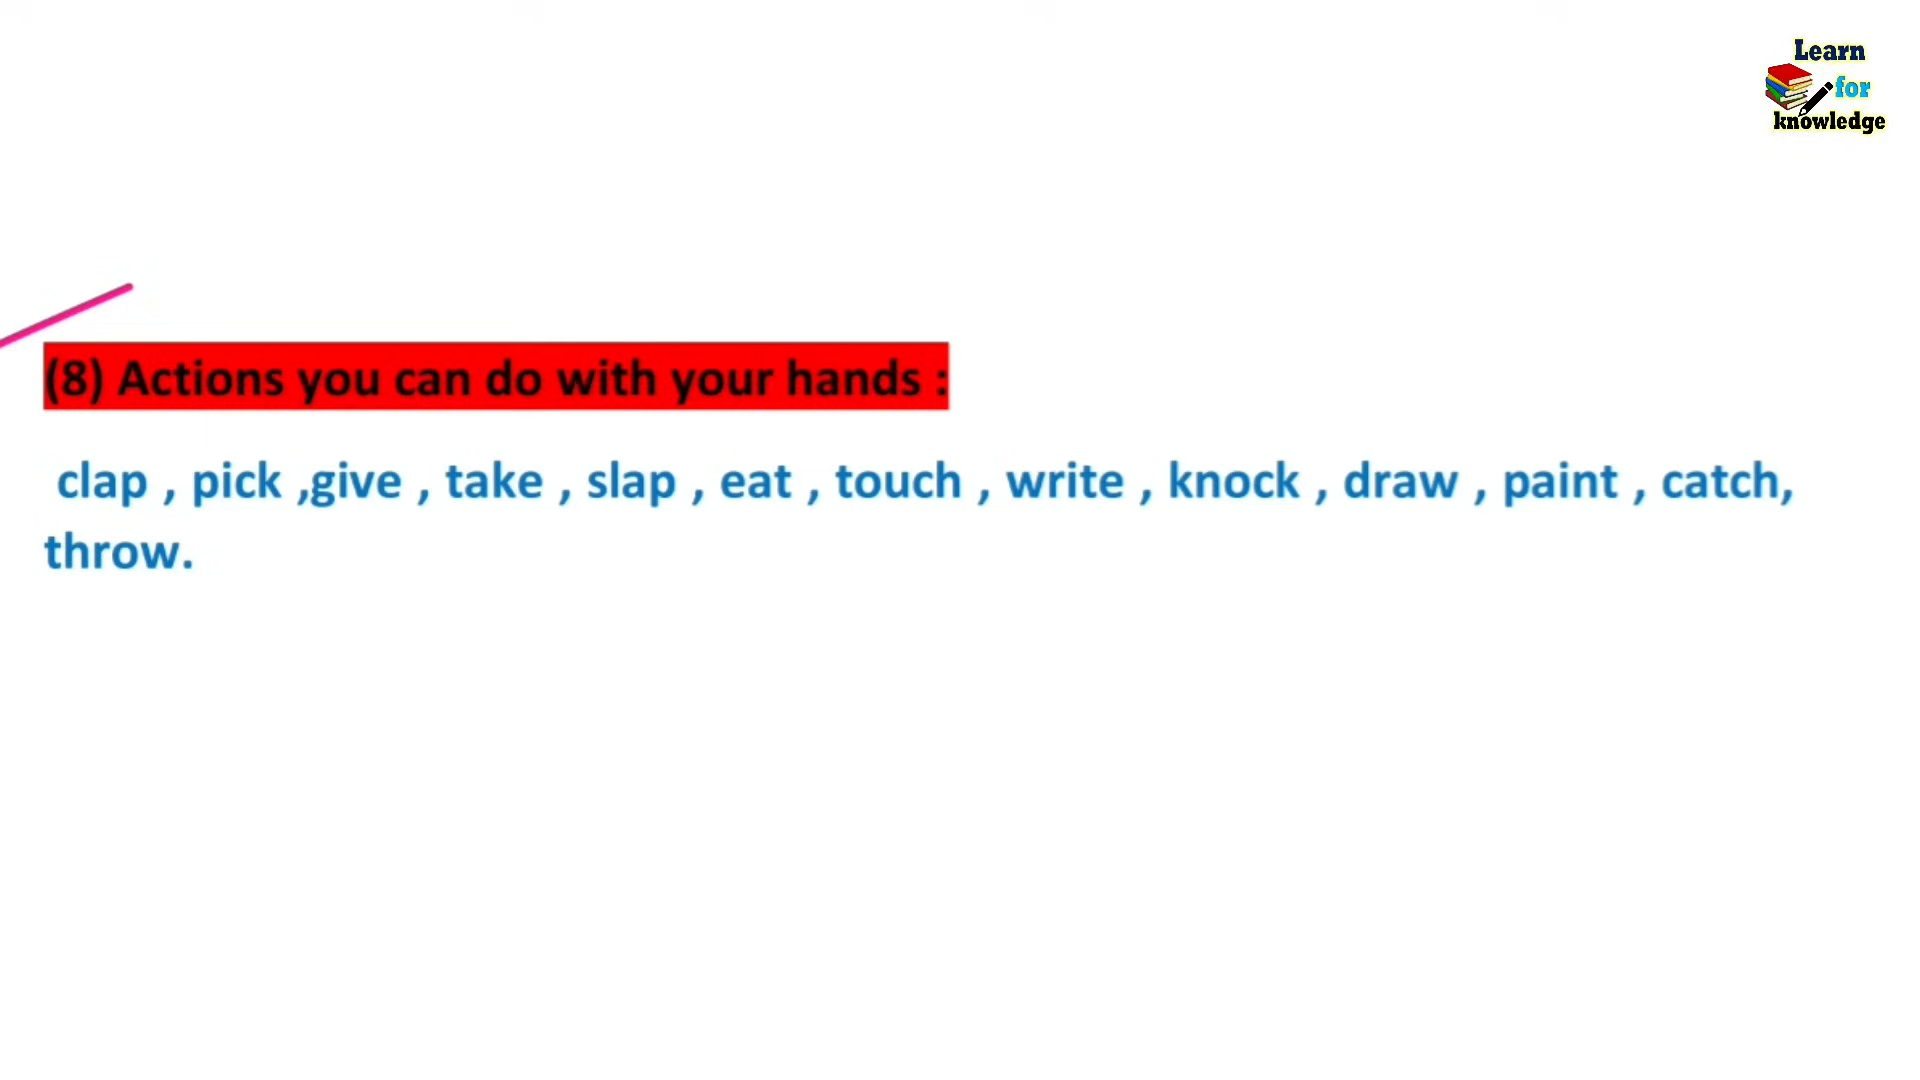 Learn
for
knowledge
(8) Actions you can do with your hands :
clap , pick ,give , take , slap , eat , touch , write , knock , draw , paint , catch,
throw.